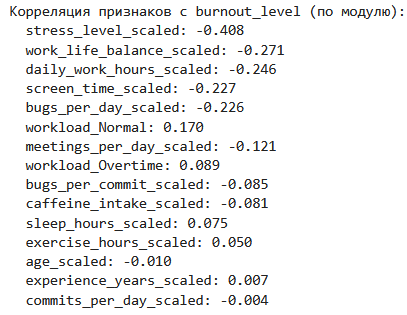 Корреляция признаков с burnout_level (по модулю):
stress_level_scaled: -0.408
work_life_balance_scaled: -0.271
daily_work_hours_scaled: -0.246
screen_time_scaled: -0.227
bugs_per_day_scaled: -0.226
workload_Normal: 0.170
meetings_per_day_scaled: -0.121
workload_Overtime: 0.089
bugs_per_commit_scaled: -0.085
caffeine_intake_scaled: -0.081
sleep_hours_scaled: 0.075
exercise_hours_scaled: 0.050
age_scaled: -0.010
experience_years_scaled: 0.007
commits_per_day_scaled: -0.004